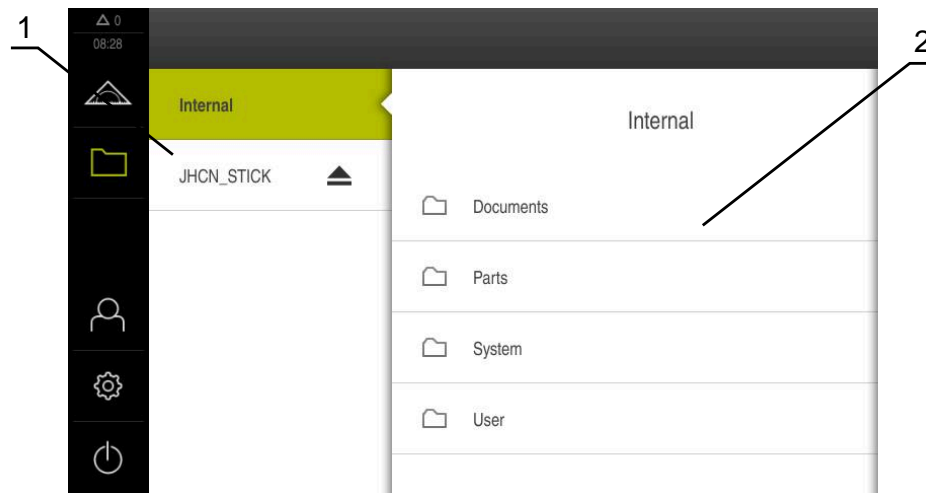 1
2
0
08:28
Internal
JHCN_STICK
Internal
Documents
Parts
System
User